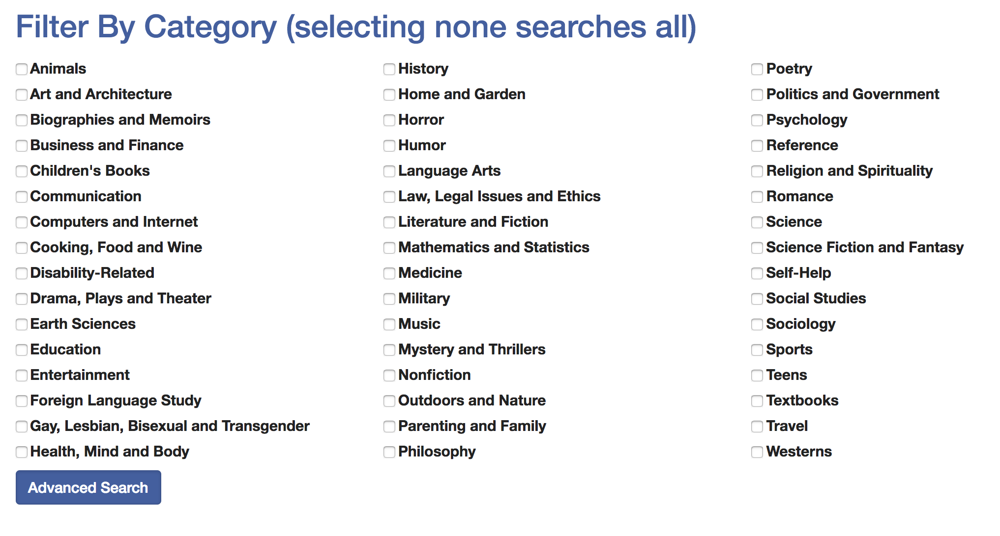 Filter By Category (selecting none searches all)
Animals
Art and Architecture
Biographies and Memoirs
Business and Finance
Children's Books
Communication
Computers and Internet
Cooking, Food and Wine
Disability-Related
Drama, Plays and Theater
Earth Sciences
Education
Entertainment
Foreign Language Study
Gay, Lesbian, Bisexual and Transgender
Health, Mind and Body
History
Home and Garden
Horror
Humor
Language Arts
Law, Legal Issues and Ethics
Literature and Fiction
Mathematics and Statistics
Medicine
Military
Music
Mystery and Thrillers
Nonfiction
Outdoors and Nature
Parenting and Family
Philosophy
Poetry
Politics and Government
Psychology
Reference
Religion and Spirituality
Romance
Science
Science Fiction and Fantasy
Self-Help
Social Studies
Sociology
Sports
Teens
Textbooks
Travel
Westerns
Advanced Search